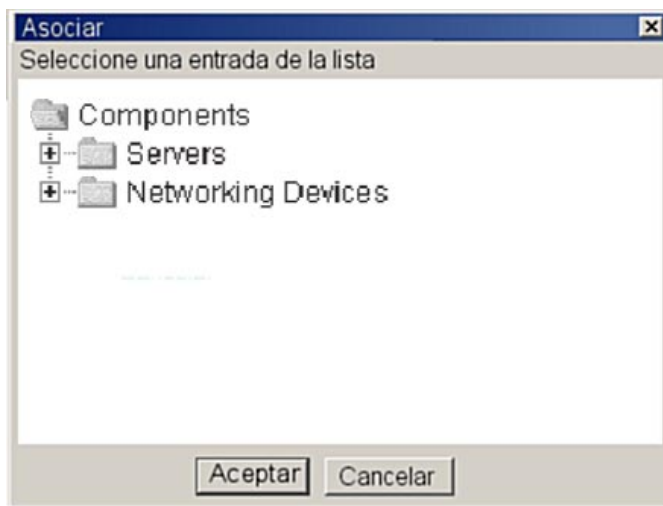 Asociar
Seleccione una entrada de la lista
Components
Servers
Networking Devices
Aceptar
Cancelar